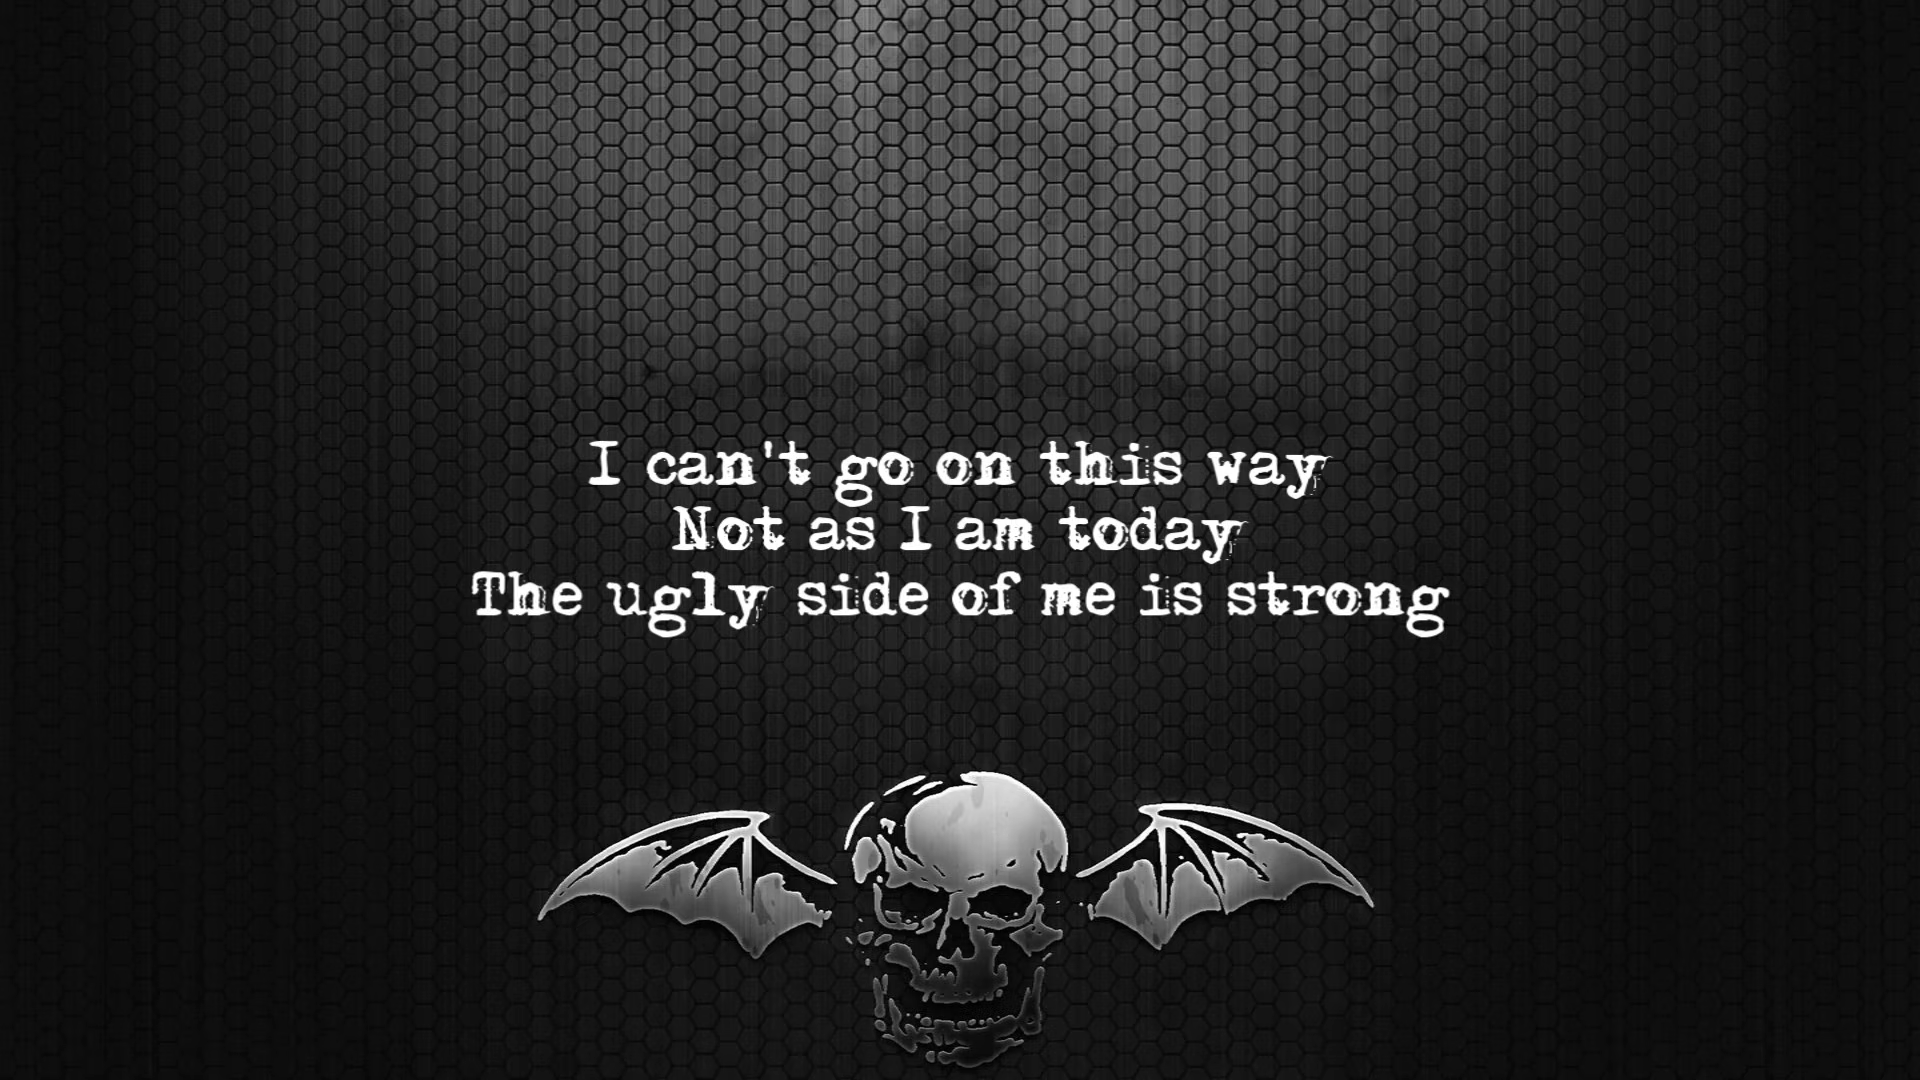 I can't go on this way
Not as I am today
The ugly side of me is strong